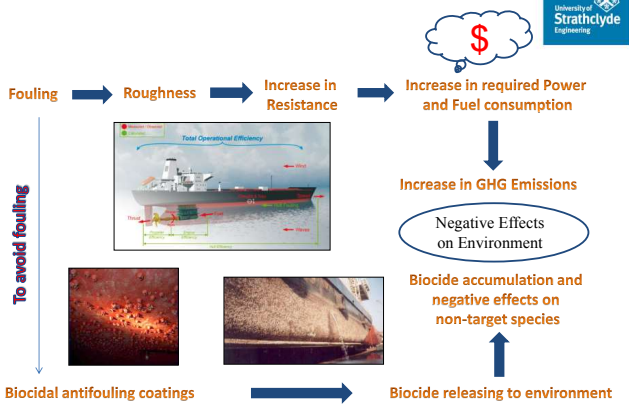 University of
Strathclyde
Engineering
$
Fouling
Roughness
Increase in
Resistance
Increase in required Power
and Fuel consumption
Total Operational Efficiency
Wind
Thrust
Increase in GHG Emissions
To avoid fouling
Negative Effects
on Environment
Biocide accumulation and
negative effects on
non-target species
Biocidal antifouling coatings
Biocide releasing to environment